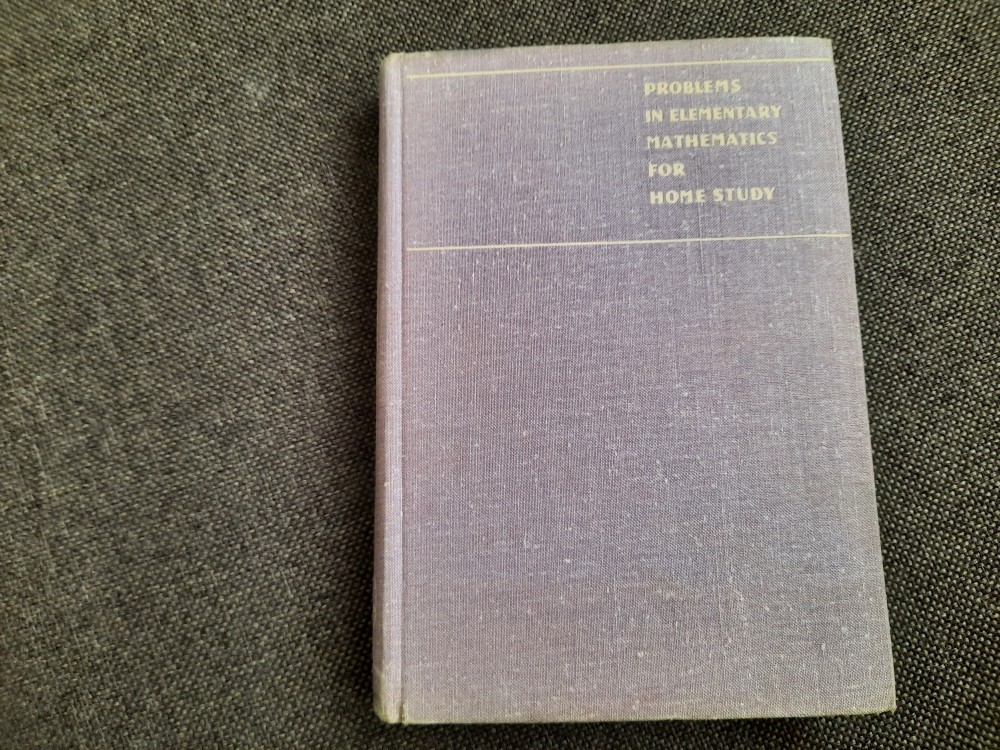 PROBLEMS
IN ELEMENTARY
MATHEMATICS
FOR
HOME STUDY